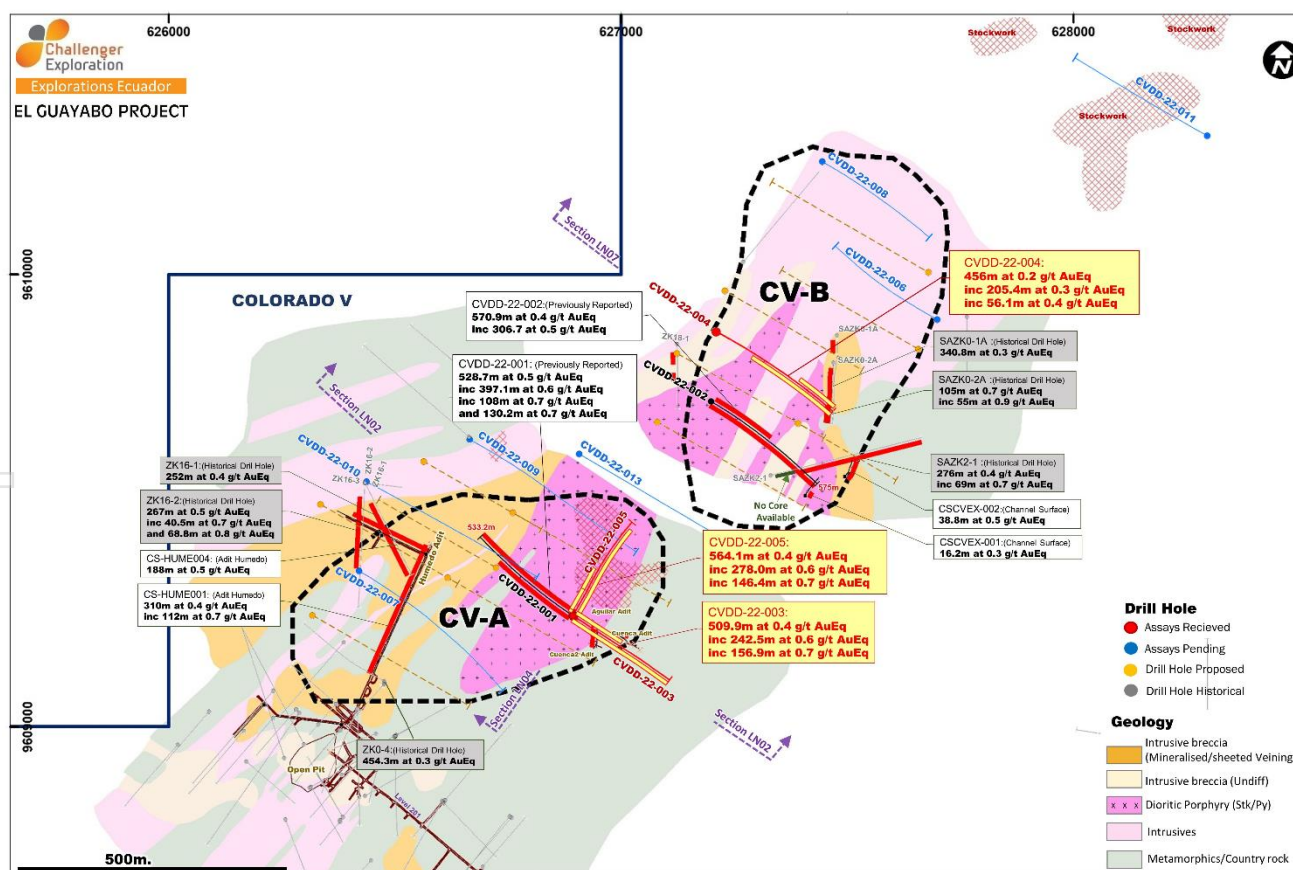 626000
627000
628000
Challenger
Exploration
Explorations Ecuador
EL GUAYABO PROJECT
N
Stockwork
Stockwork
Stockwork
CVDD-22-011
CVDD-22-008
Section LN07
CVDD-22-006
CVDD-22-004:
456m at 0.2 g/t AuEq
inc 205.4m at 0.3 g/t AuEq
inc 56.1m at 0.4 g/t AuEq
9610000
COLORADO V
CV-B
CVDD-22-002:(Previously Reported)
570.9m at 0.4 g/t AuEq
inc 306.7 at 0.5 g/t AuEq
CVDD-22-004
ZK18-1
SAZK0-1A
SAZK0-2A
SAZK0-1A:(Historical Drill Hole)
340.8m at 0.3 g/t AuEq
CVDD-22-001: (Previously Reported)
528.7m at 0.5 g/t AuEq
inc 397.1m at 0.6 g/t AuEq
inc 108m at 0.7 g/t AuEq
and 130.2m at 0.7 g/t AuEq
CVDD-22-002
SAZK0-2A :(Historical Drill Hole)
105m at 0.7 g/t AuEq
inc 55m at 0.9 g/t AuEq
Section LN02
CVDD-22-010
ZK16-2
ZK16-1
ZK16-3
CVDD-22-009
CVDD-22-013
SAZK2-1
575m
No Core
Available
SAZK2-1:(Historical Drill Hole)
276m at 0.4 g/t AuEq
inc 69m at 0.7 g/t AuEq
ZK16-1:(Historical Drill Hole)
252m at 0.4 g/t AuEq
ZK16-2:(Historical Drill Hole)
267m at 0.5 g/t AuEq
inc 40.5m at 0.7 g/t AuEq
and 68.8m at 0.8 g/t AuEq
CSCVEX-002:(Channel Surface)
38.8m at 0.5 g/t AuEq
CSCVEX-001:(Channel Surface)
16.2m at 0.3 g/t AuEq
533.2m
CVDD-22-005
Humedo Adit
CVDD-22-005:
564.1m at 0.4 g/t AuEq
inc 278.0m at 0.6 g/t AuEq
inc 146.4m at 0.7 g/t AuEq
CS-HUME004: (Adit Humedo)
188m at 0.5 g/t AuEq
CVDD-22-007
CVDD-22-001
CS-HUME001: (Adit Humedo)
310m at 0.4 g/t AuEq
inc 112m at 0.7 g/t AuEq
CV-A
Aguilar Adit
Cuenca Adit
Cuenca2 Adit
CVDD-22-003:
509.9m at 0.4 g/t AuEq
inc 242.5m at 0.6 g/t AuEq
inc 156.9m at 0.7 g/t AuEq
CVDD-22-003
Section LN04
Section LN02
9609000
ZK0-4:(Historical Drill Hole)
454.3m at 0.3 g/t AuEq
Open Pit
Level 201
500m.
Drill Hole
Assays Recieved
Assays Pending
Drill Hole Proposed
Drill Hole Historical
Geology
Intrusive breccia
(Mineralised/sheeted Veining
Intrusive breccia (Undiff)
x x x
Dioritic Porphyry (Stk/Py)
Intrusives
Metamorphics/Country rock